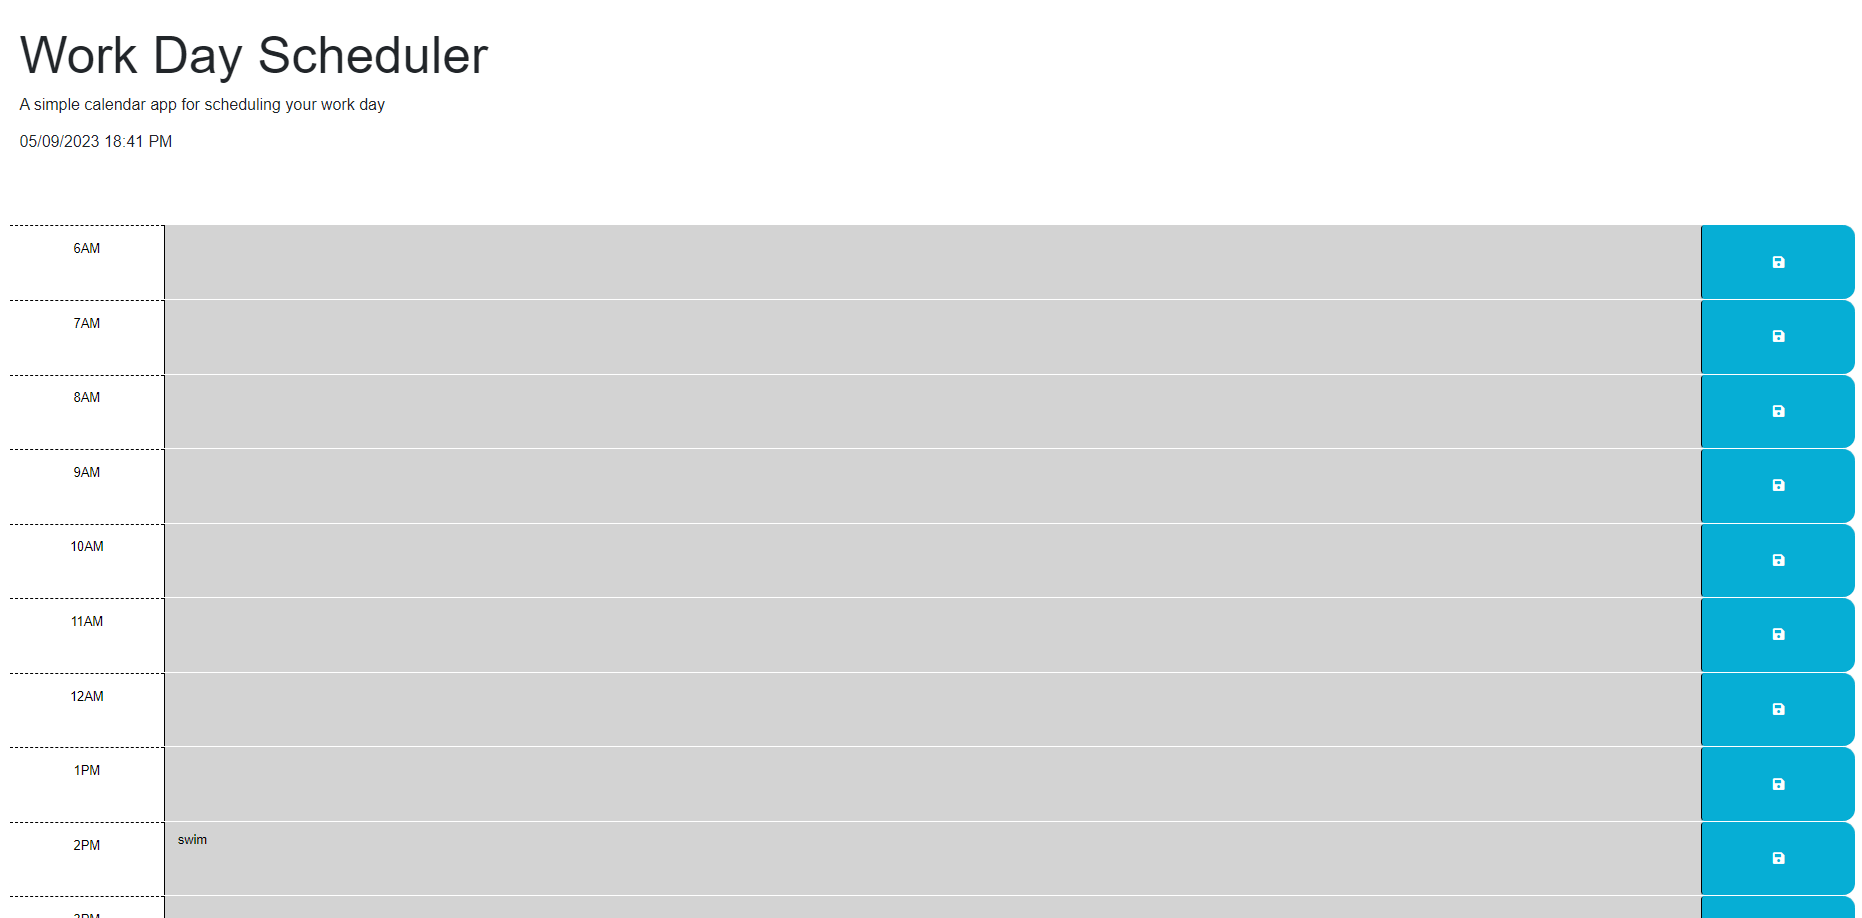 Work Day Scheduler
A simple calendar app for scheduling your work day
05/09/2023 18:41 PM
6AM
7AM
8AM
9AM
10AM
11AM
12AM
1PM
2PM swim
3PM